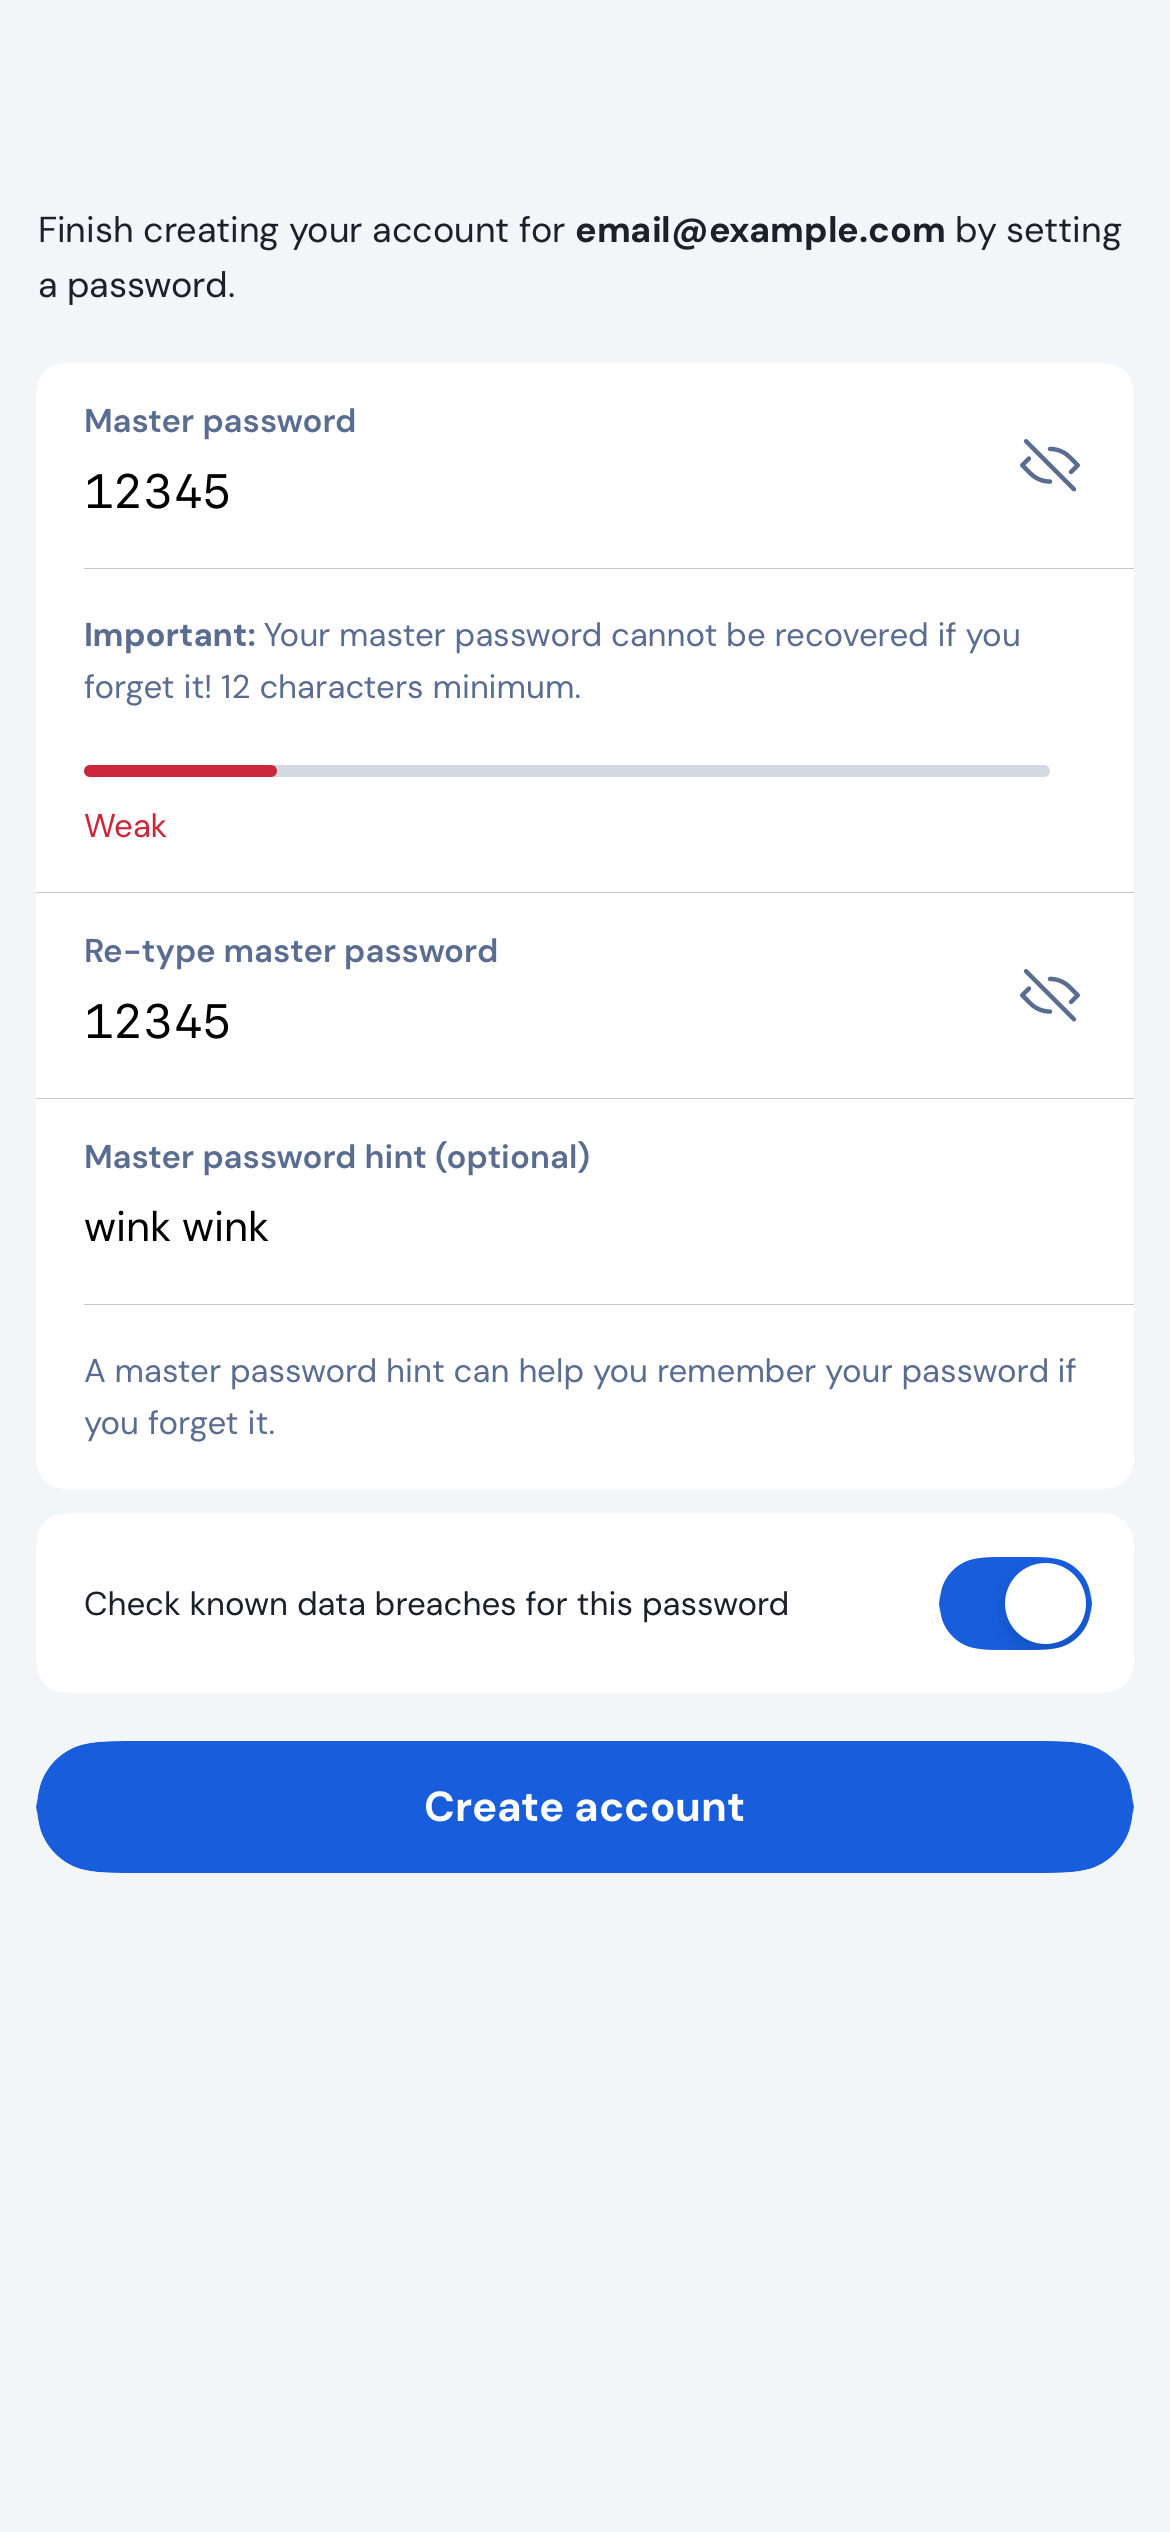 Finish creating your account for email@example.com by setting
a password.
Master password
12345
Important: Your master password cannot be recovered if you
forget it! 12 characters minimum.
Weak
Re-type master password
12345
Master password hint (optional)
wink wink
A master password hint can help you remember your password if
you forget it.
Check known data breaches for this password
Create account